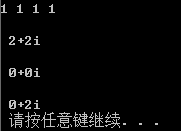 1 1 1 1
2+2i
0+0i
0+2i
请按任意键继续. . .